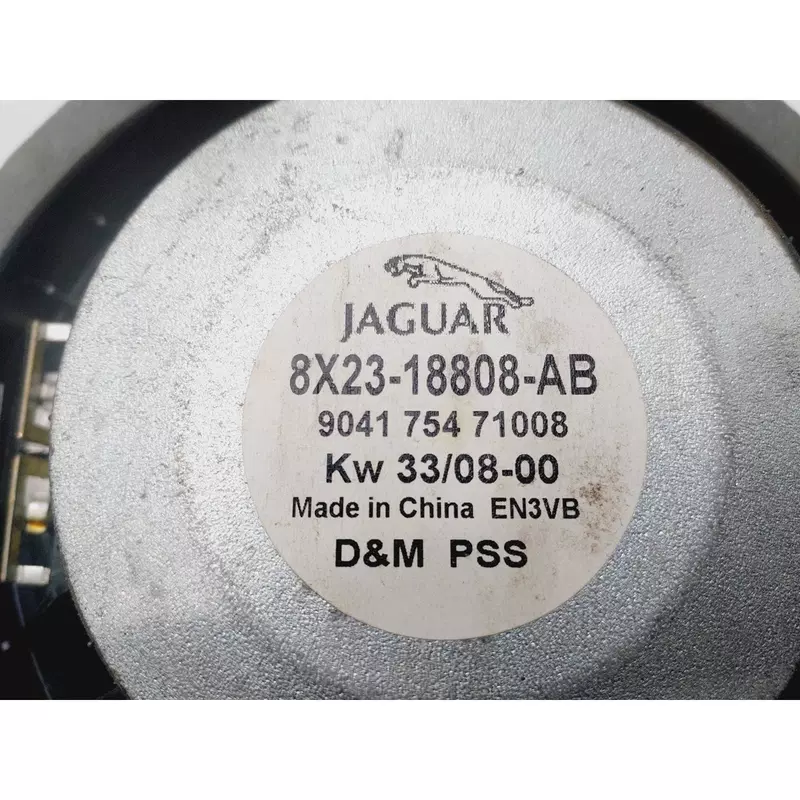 JAGUAR
8X23-18808-AB
9041 754 71008
Kw 33/08-00
Made in China EN3VB
D&M PSS